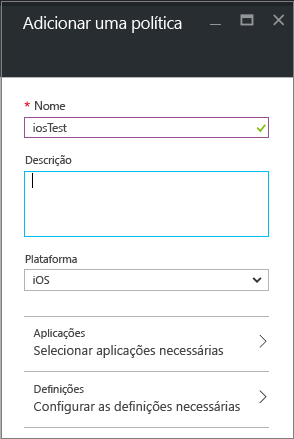 Adicionar uma política
* Nome
iosTest
Descrição
Plataforma
iOS
Aplicações
Selecionar aplicações necessárias
Definições
Configurar as definições necessárias